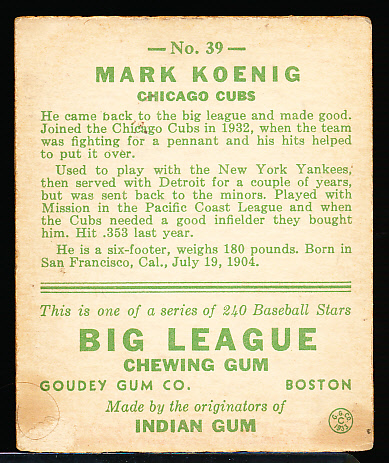 — No. 39 —
MARK KOENIG
CHICAGO CUBS
He came back to the big league and made good.
Joined the Chicago Cubs in 1932, when the team
was fighting for a pennant and his hits helped
to put it over.
Used to play with the New York Yankees,
then served with Detroit for a couple of years,
but was sent back to the minors. Played with
Mission in the Pacific Coast League and when
the Cubs needed a good infielder they bought
him. Hit .353 last year.
He is a six-footer, weighs 180 pounds. Born in
San Francisco, Cal., July 19, 1904.
This is one of a series of 240 Baseball Stars
BIG LEAGUE
CHEWING GUM
GOUDEY GUM CO. BOSTON
Made by the originators of
INDIAN GUM
G.G.CO.
C
1933